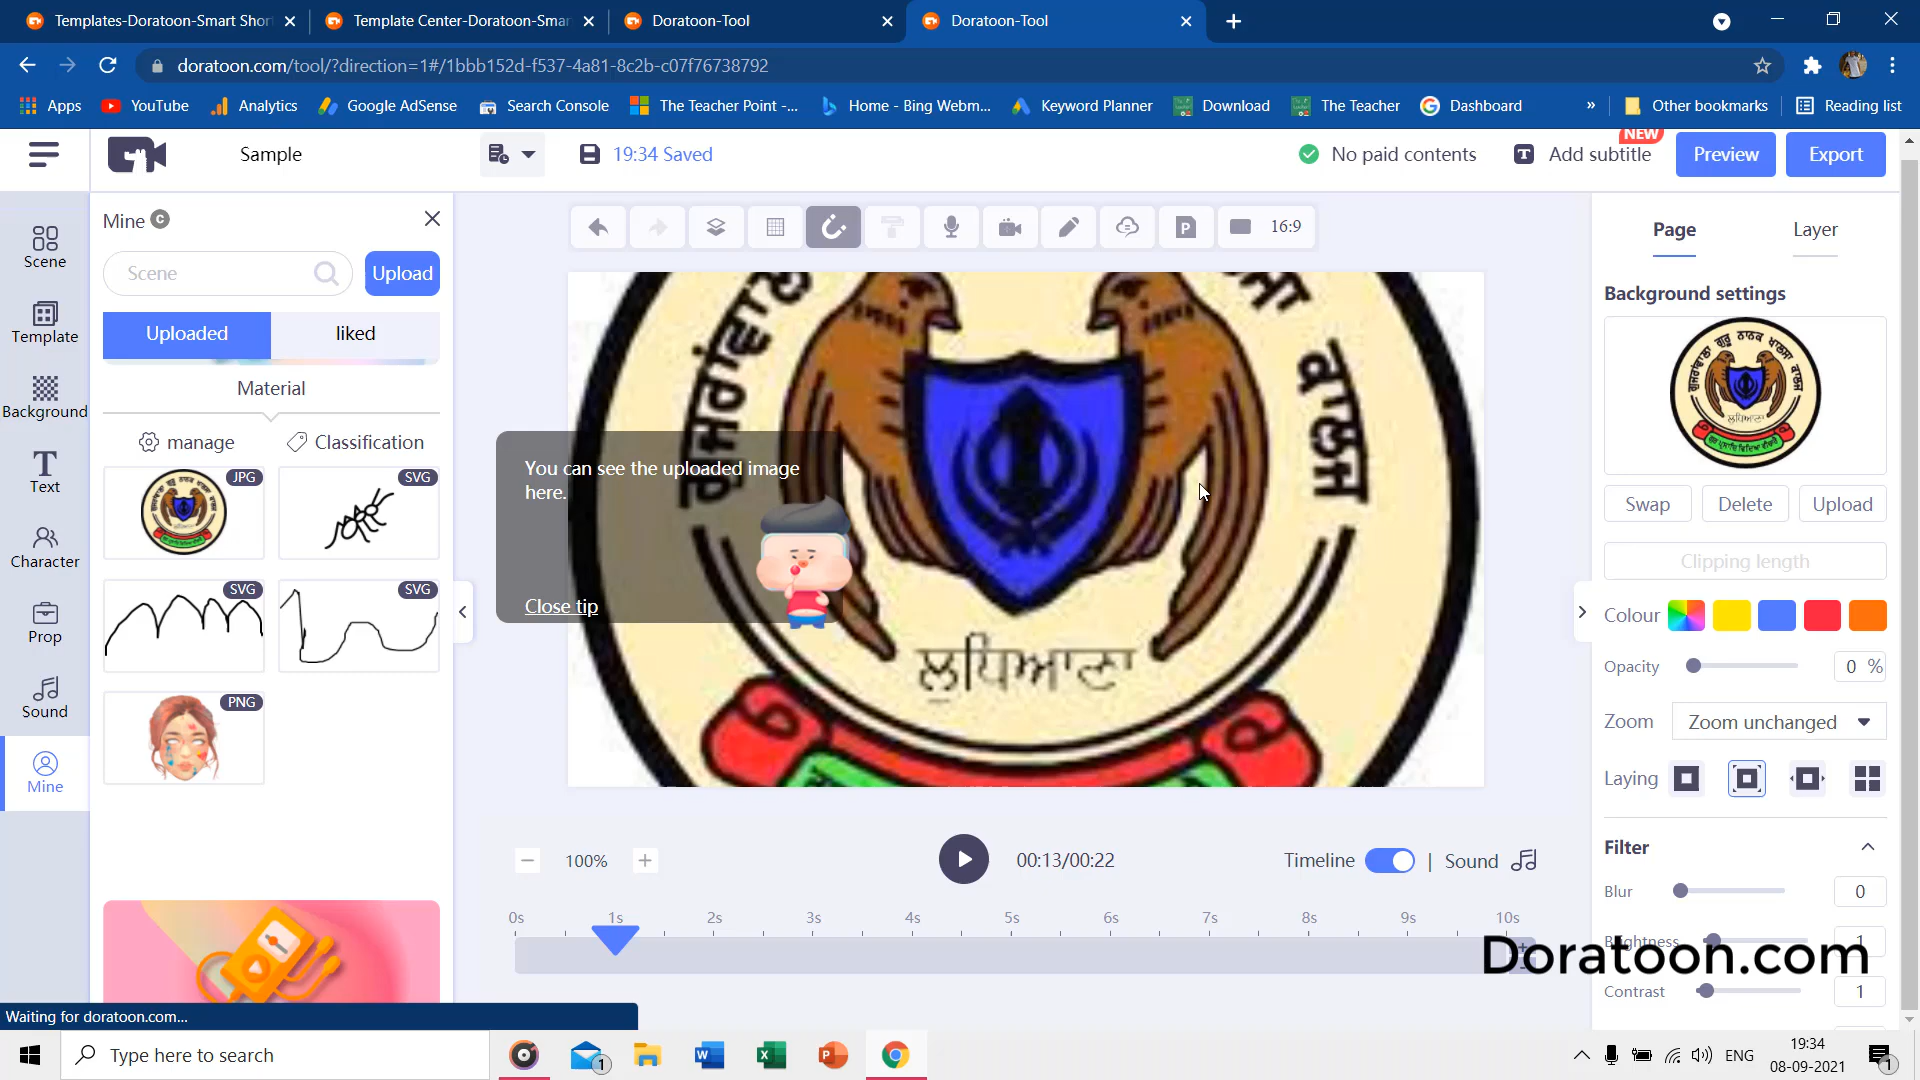 Templates-Doratoon-Smart Shor
Template Center-Doratoon-Smar
Doratoon-Tool
Doratoon-Tool
doratoon.com/tool/?direction=1#/1bbb152d-f537-4a81-8c2b-c07f76738792
Apps
YouTube
Analytics
Google AdSense
Search Console
The Teacher Point -...
Home - Bing Webm...
Keyword Planner
Download
The Teacher
Dashboard
»
Other bookmarks
Reading list
Sample
19:34 Saved
No paid contents
Add subtitle
NEW
Preview
Export
Scene
Template
Background
Text
Character
Prop
Sound
Mine
Mine C
Scene
Upload
Uploaded
liked
Material
manage
Classification
JPG
SVG
SVG
SVG
PNG
16:9
You can see the uploaded image
here.
Close tip
ਲੁਧਿਆਣਾ
Page
Layer
Background settings
Swap
Delete
Upload
Clipping length
Colour
Opacity
0 %
Zoom
Zoom unchanged
Laying
Filter
Blur
0
Brightness
1
Contrast
1
100%
00:13/00:22
Timeline
|
Sound
0s 1s 2s 3s 4s 5s 6s 7s 8s 9s 10s
Doratoon.com
Waiting for doratoon.com...
Type here to search
1
ENG
19:34
08-09-2021
1